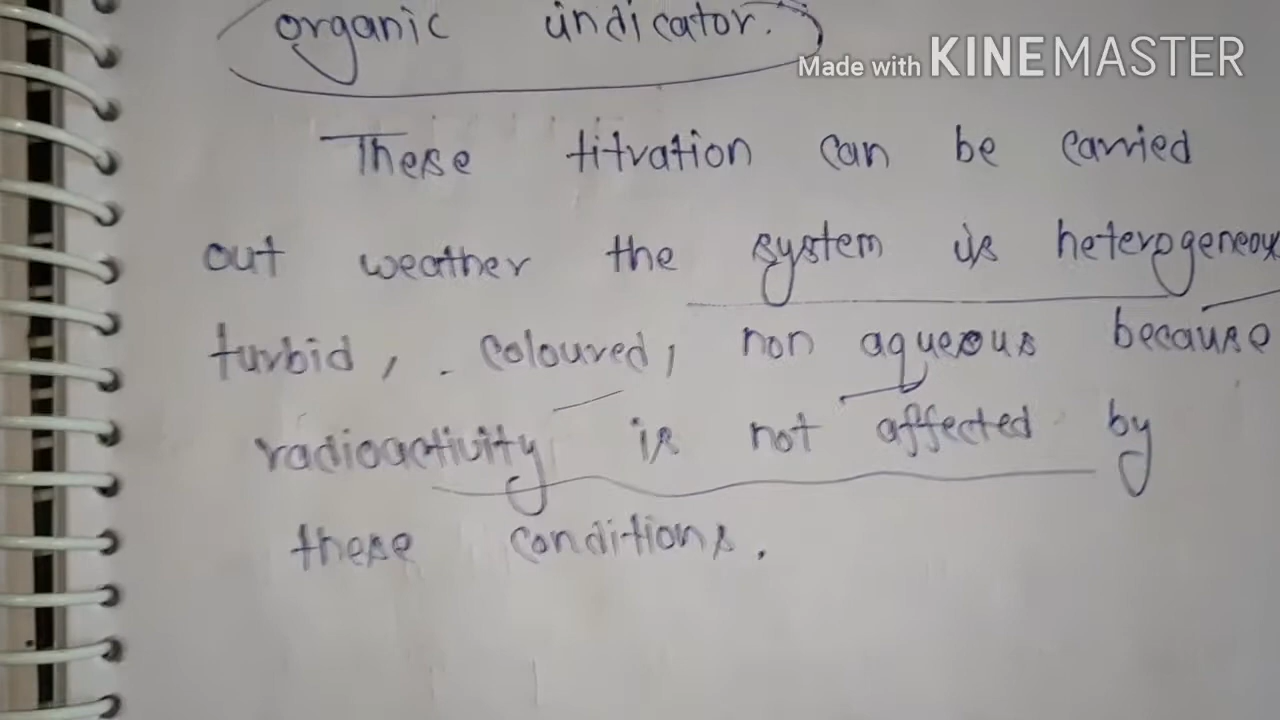 organic indicator.
Made with KINEMASTER
These titration can be carried
out weather the system is heterogeneous
turbid, coloured, non aqueous because
radioactivity is not affected by
these conditions.